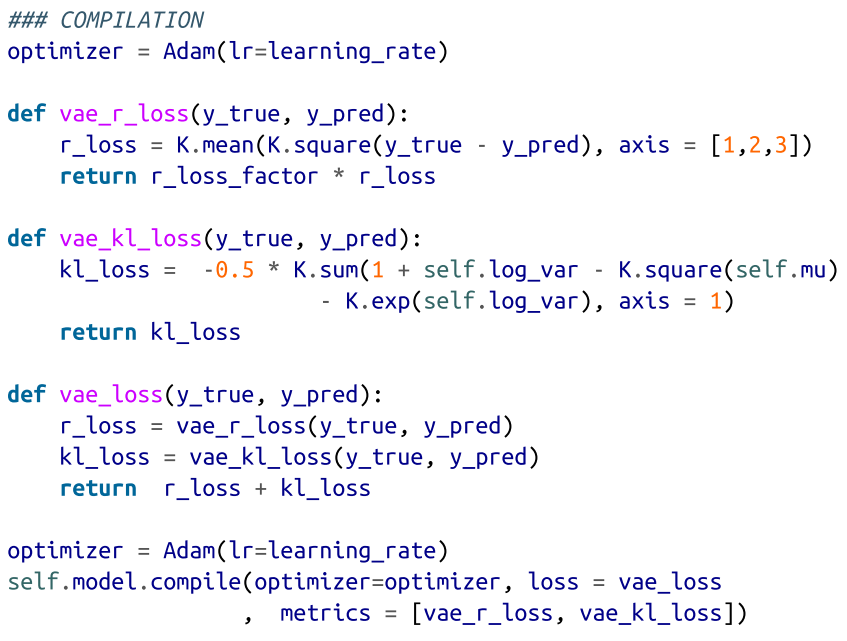 ### COMPILATION
optimizer = Adam(lr=learning_rate)

def vae_r_loss(y_true, y_pred):
    r_loss = K.mean(K.square(y_true - y_pred), axis = [1,2,3])
    return r_loss_factor * r_loss

def vae_kl_loss(y_true, y_pred):
    kl_loss =  -0.5 * K.sum(1 + self.log_var - K.square(self.mu)
                        - K.exp(self.log_var), axis = 1)
    return kl_loss

def vae_loss(y_true, y_pred):
    r_loss = vae_r_loss(y_true, y_pred)
    kl_loss = vae_kl_loss(y_true, y_pred)
    return  r_loss + kl_loss

optimizer = Adam(lr=learning_rate)
self.model.compile(optimizer=optimizer, loss = vae_loss
                  ,  metrics = [vae_r_loss, vae_kl_loss])